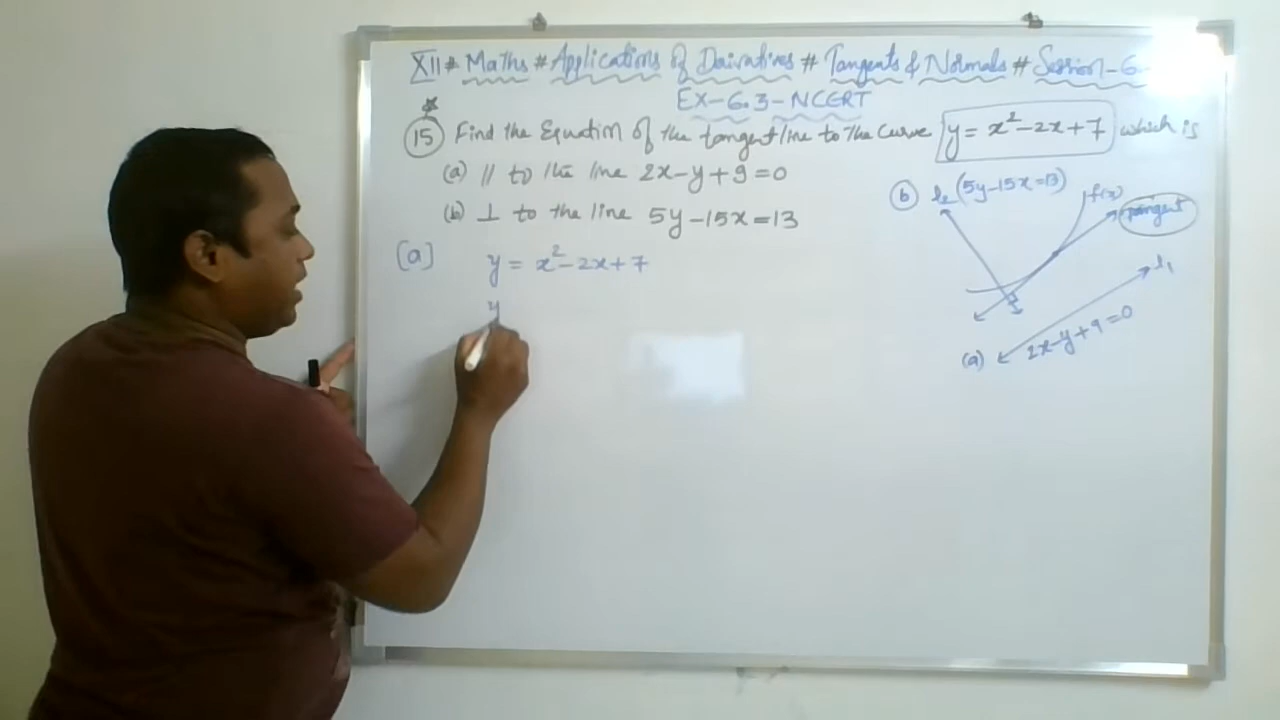 XII # Maths # Applications of Daivatives # Tangents & Normals # Session-6
EX-6.3-NCERT
15 Find the Equation of the tangent line to the curve y = x²-2x+7 which is
(a) // to the line 2x-y+9=0
(b) ⊥ to the line 5y-15x=13
(a) y = x²-2x+7
y
(b) l₂ (5y-15x=13)
f(x)
tangent
l₁
(a) 2x-y+9=0